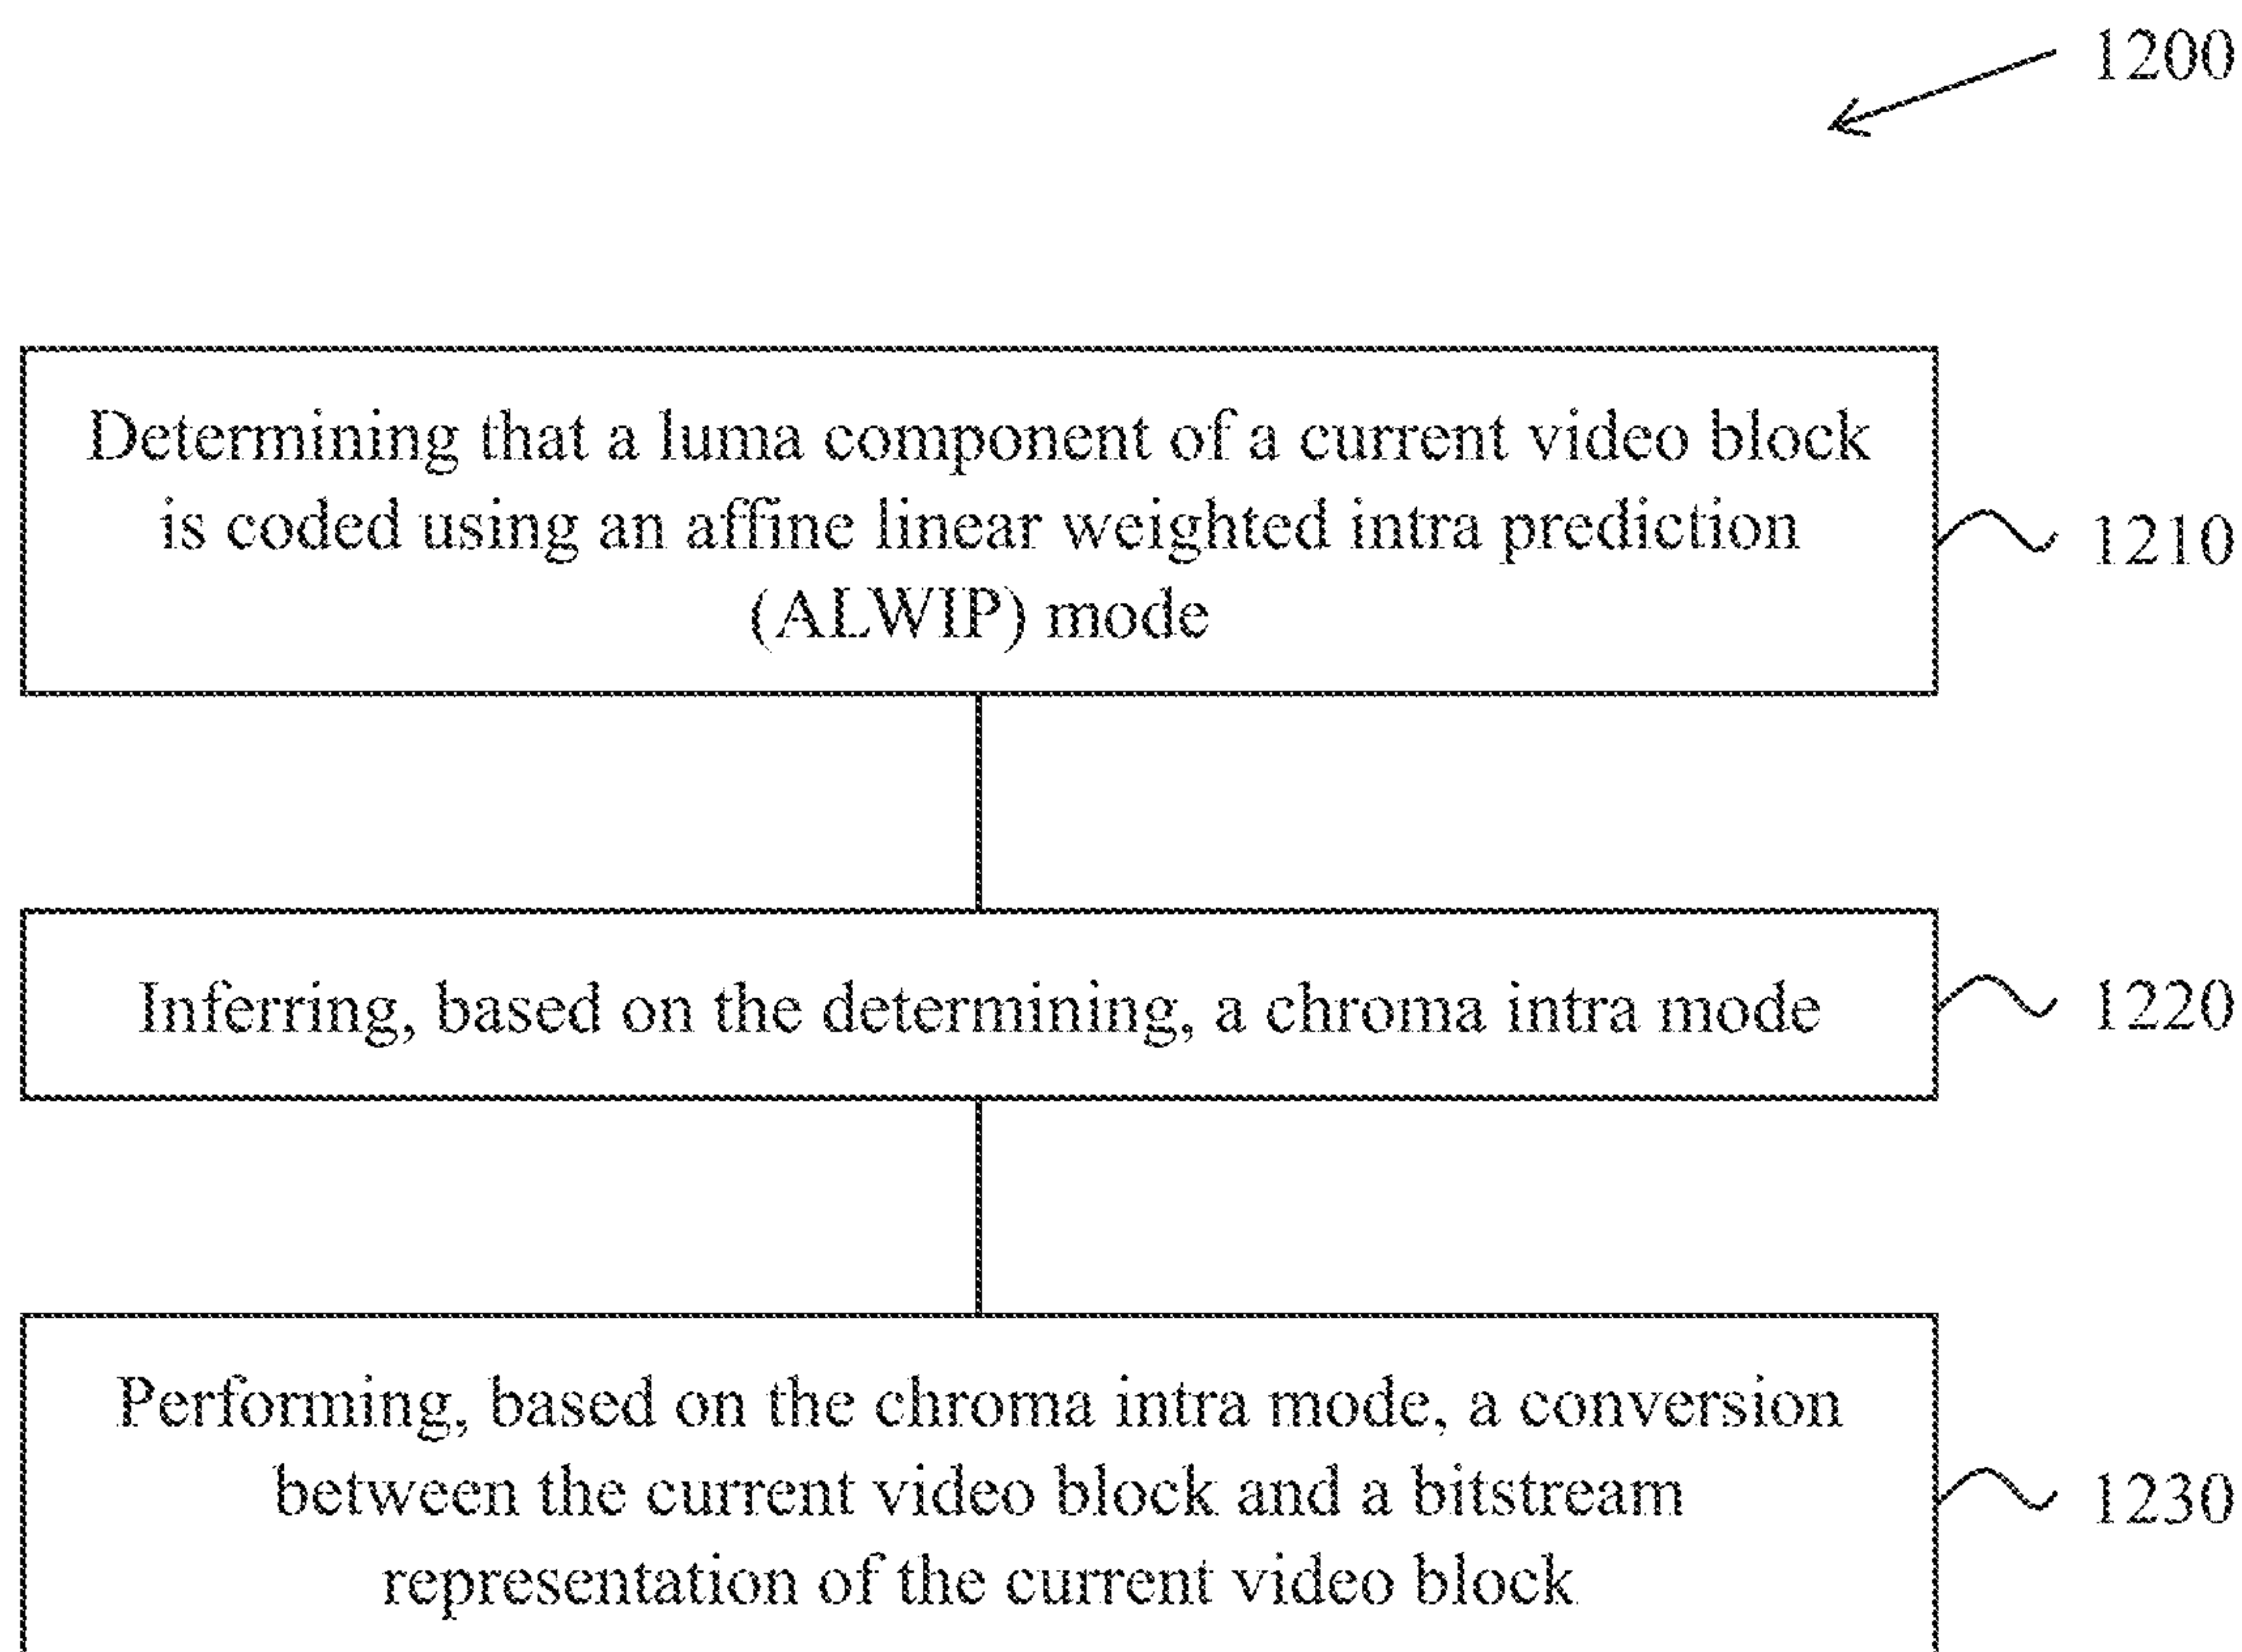 1200
Determining that a luma component of a current video block
is coded using an affine linear weighted intra prediction
(ALWIP) mode
1210
Inferring, based on the determining, a chroma intra mode
1220
Performing, based on the chroma intra mode, a conversion
between the current video block and a bitstream
representation of the current video block
1230